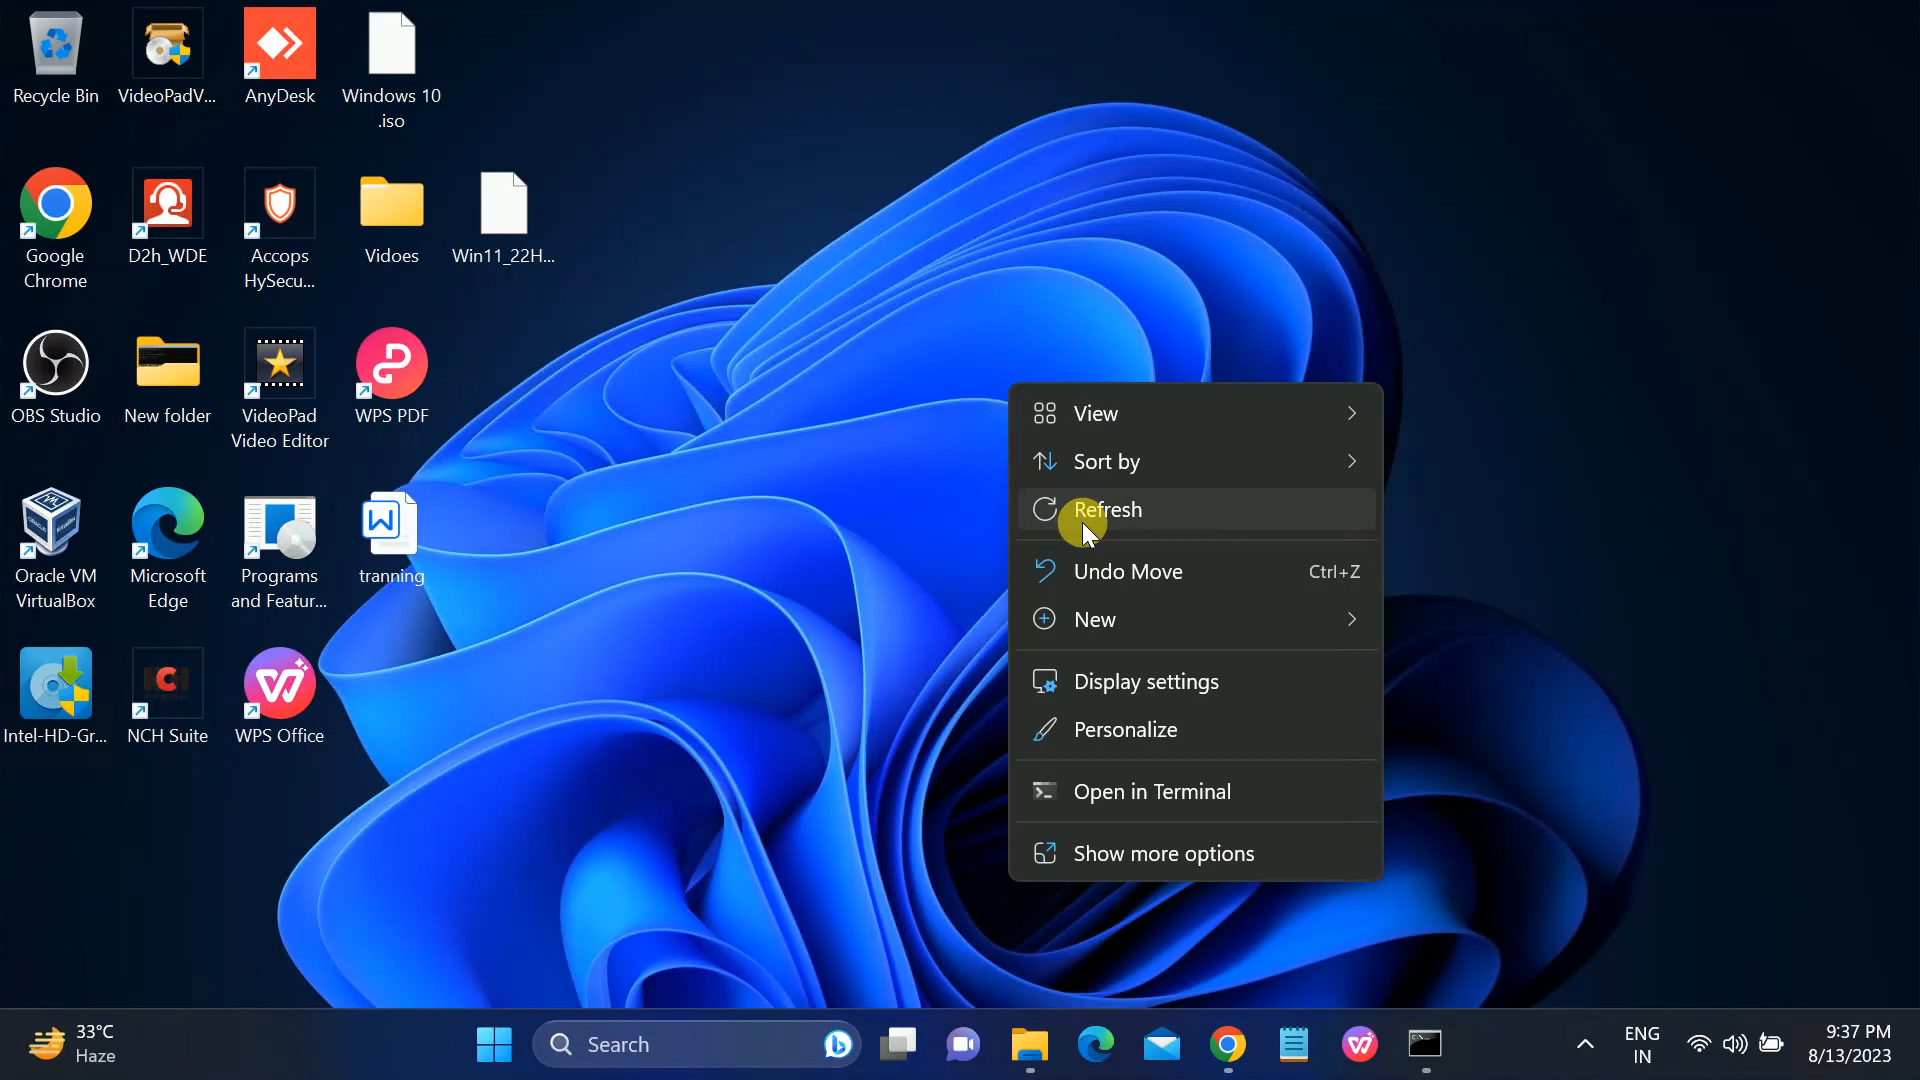 Recycle Bin
VideoPadV...
AnyDesk
Windows 10
.iso
Google
Chrome
D2h_WDE
Accops
HySecu...
Vidoes
Win11_22H...
OBS Studio
New folder
VideoPad
Video Editor
WPS PDF
Oracle VM
VirtualBox
Microsoft
Edge
Programs
and Featur...
tranning
Intel-HD-Gr...
NCH Suite
WPS Office
View
Sort by
Refresh
Undo Move Ctrl+Z
New
Display settings
Personalize
Open in Terminal
Show more options
33°C
Haze
Search
ENG
IN
9:37 PM
8/13/2023